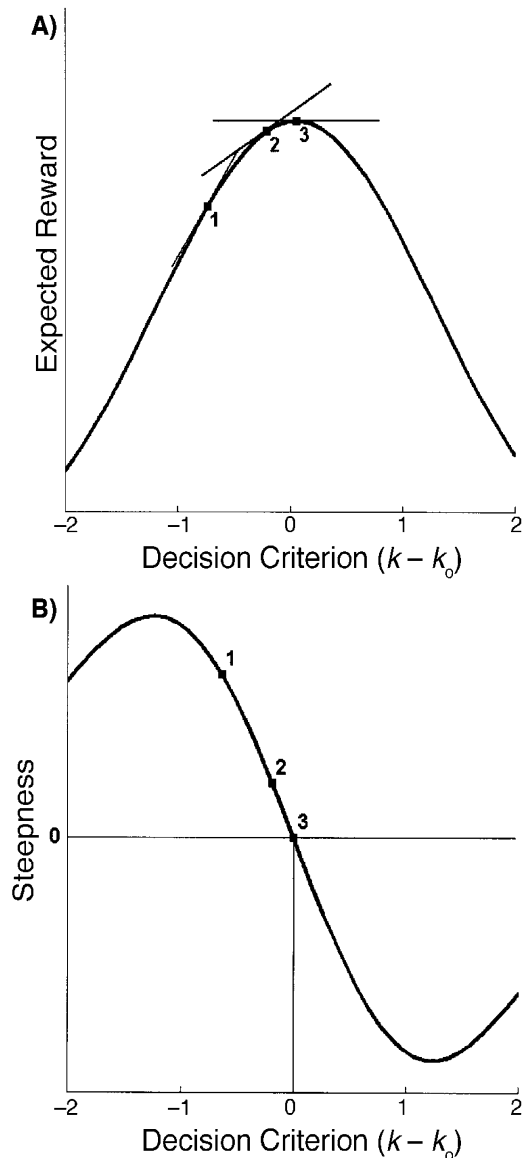 A)
Expected Reward
1
2
3
−2 −1 0 1 2
Decision Criterion (k − kₒ)
B)
Steepness
1
2
3
0
−2 −1 0 1 2
Decision Criterion (k − kₒ)